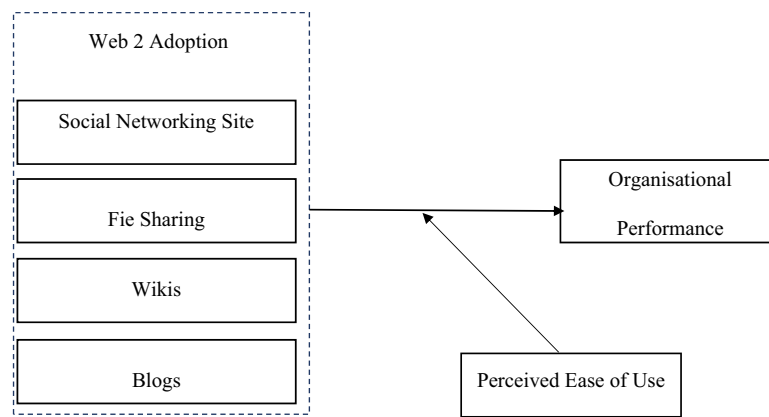 Web 2 Adoption
Social Networking Site
Fie Sharing
Wikis
Blogs
Organisational
Performance
Perceived Ease of Use